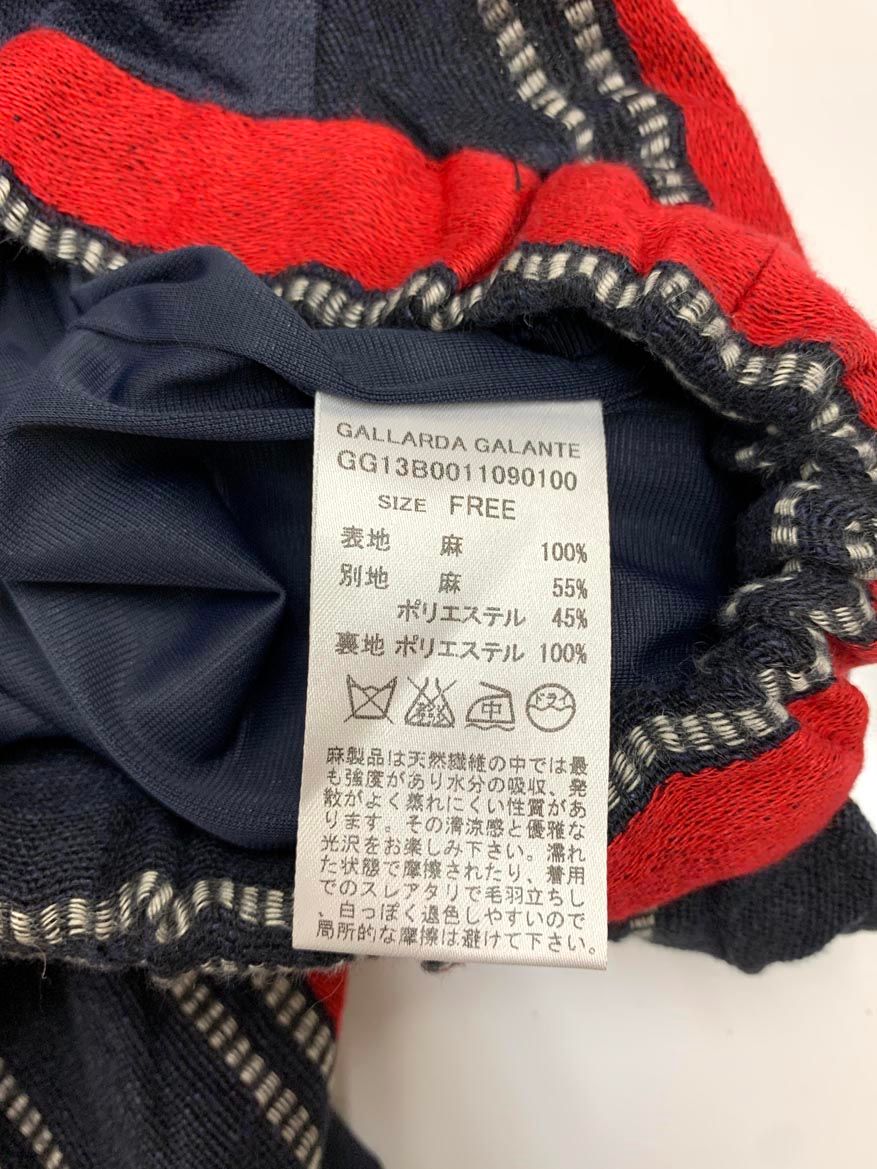 GALLARDA GALANTE
GG13B0011090100
SIZE FREE
表地 麻 100%
別地 麻 55%
ポリエステル 45%
裏地 ポリエステル 100%
中 ドライ
麻製品は天然繊維の中では最
も強度があり水分の吸収、発
散がよく蒸れにくい性質があ
ります。その清涼感と優雅な
光沢をお楽しみ下さい。濡れ
た状態で摩擦されたり、着用
でのスレアタリで毛羽立ちし
、白っぽく退色しやすいので
局所的な摩擦は避けて下さい。